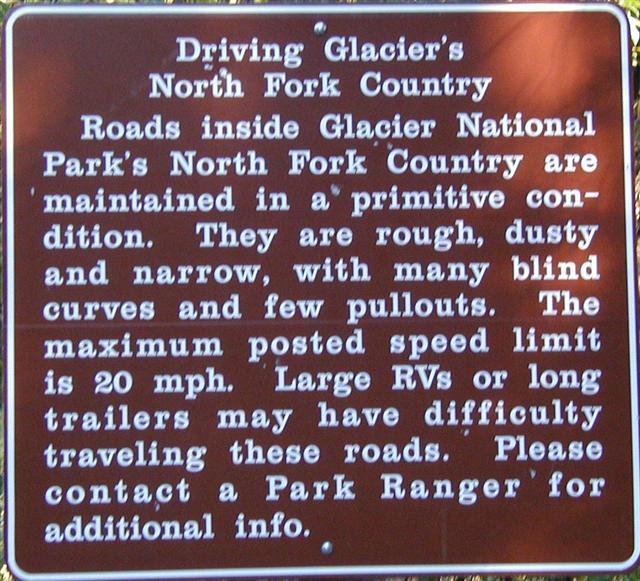 Driving Glacier's
North Fork Country
Roads inside Glacier National
Park's North Fork Country are
maintained in a primitive con-
dition. They are rough, dusty
and narrow, with many blind
curves and few pullouts. The
maximum posted speed limit
is 20 mph. Large RVs or long
trailers may have difficulty
traveling these roads. Please
contact a Park Ranger for
additional info.